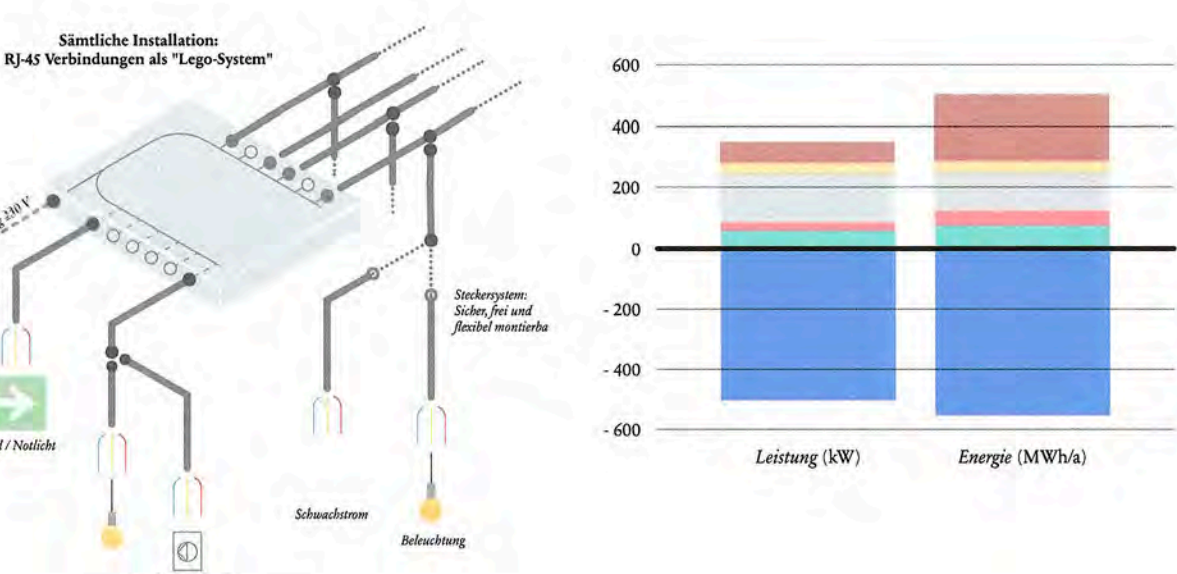 Sämtliche Installation:
RJ-45 Verbindungen als "Lego-System"
230 V
Steckersystem:
Sicher, frei und
flexibel montierba
/ Notlicht
Schwachstrom
Beleuchtung
600
400
200
0
- 200
- 400
- 600
Leistung (kW)
Energie (MWh/a)